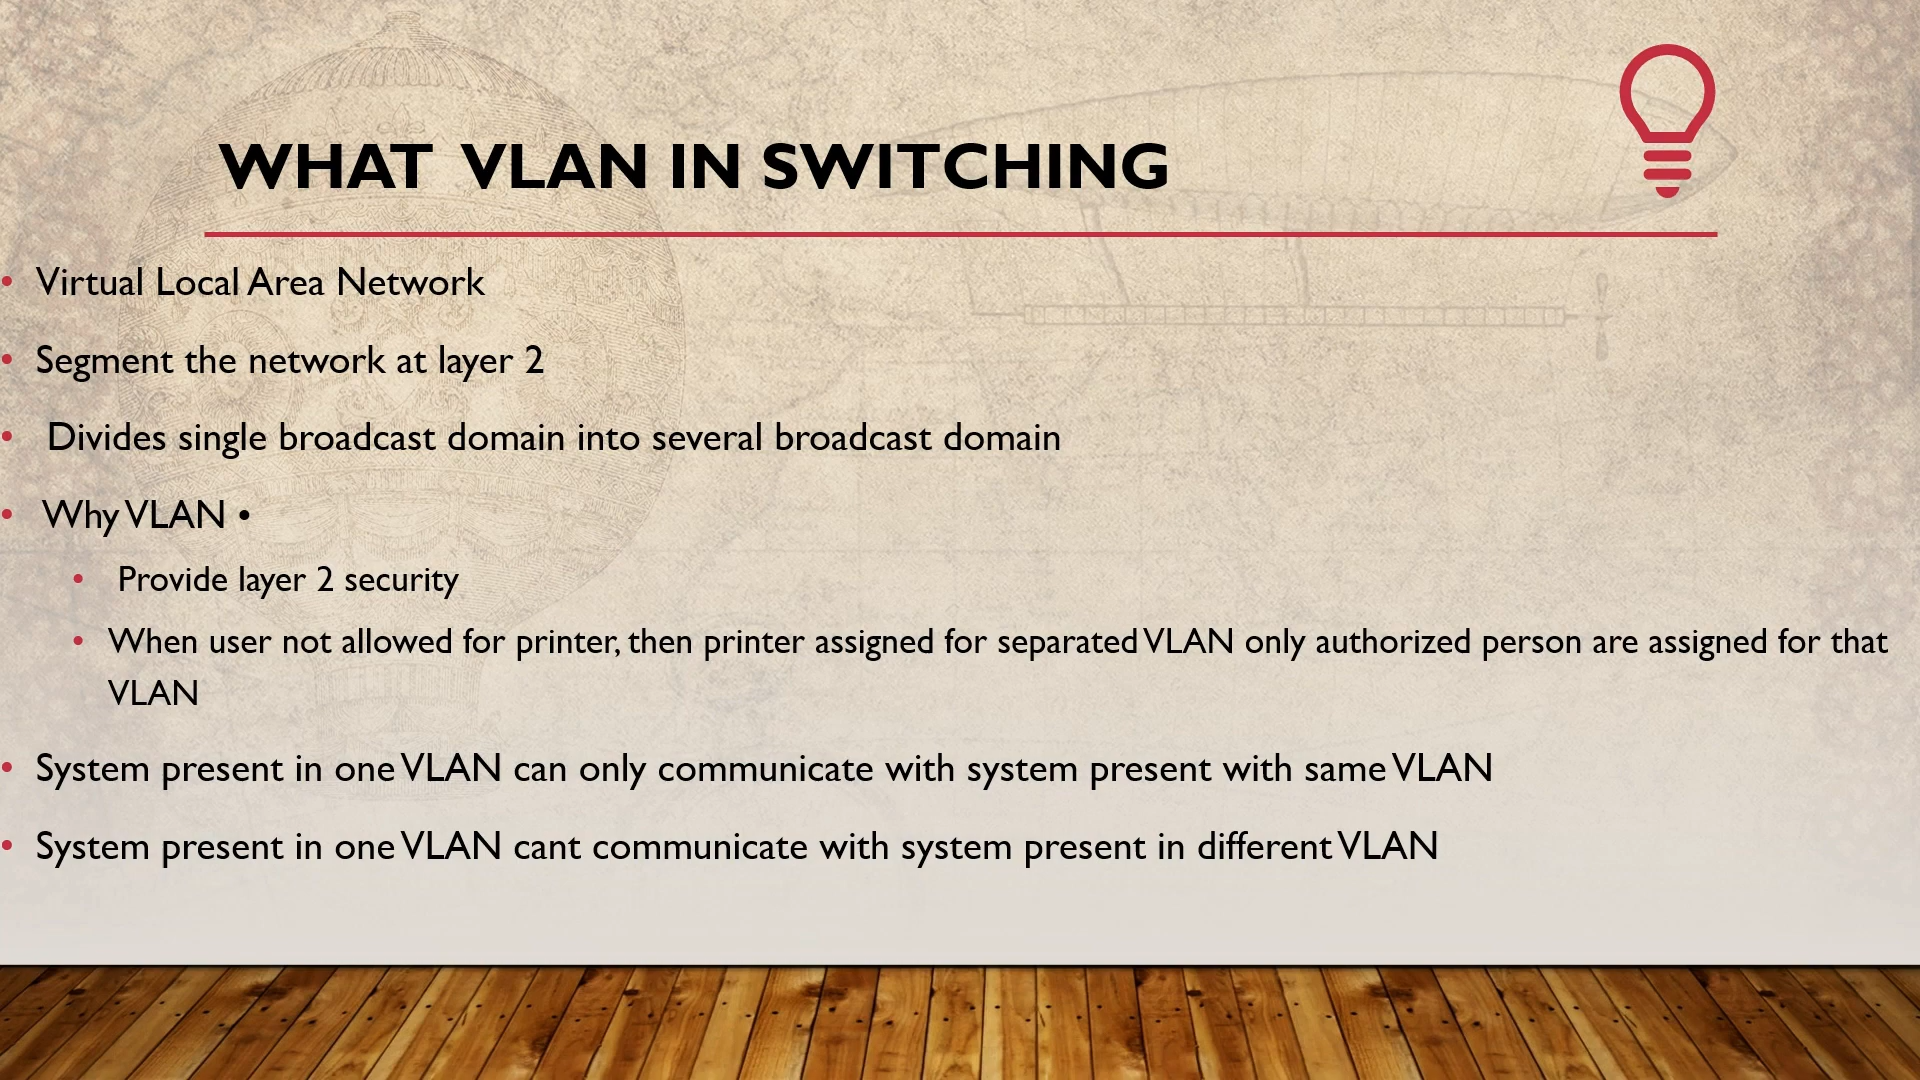 WHAT VLAN IN SWITCHING
• Virtual Local Area Network
• Segment the network at layer 2
• Divides single broadcast domain into several broadcast domain
• Why VLAN •
• Provide layer 2 security
• When user not allowed for printer, then printer assigned for separated VLAN only authorized person are assigned for that
VLAN
• System present in one VLAN can only communicate with system present with same VLAN
• System present in one VLAN cant communicate with system present in different VLAN